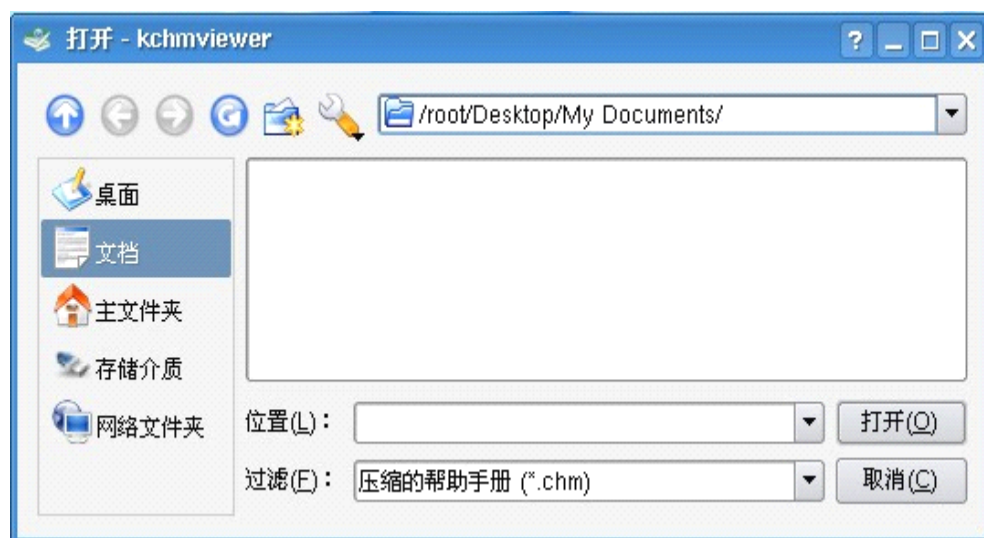 打开 - kchmviewer
/root/Desktop/My Documents/
桌面
文档
主文件夹
存储介质
网络文件夹
位置(L)：
打开(O)
过滤(F)：
压缩的帮助手册 (*.chm)
取消(C)